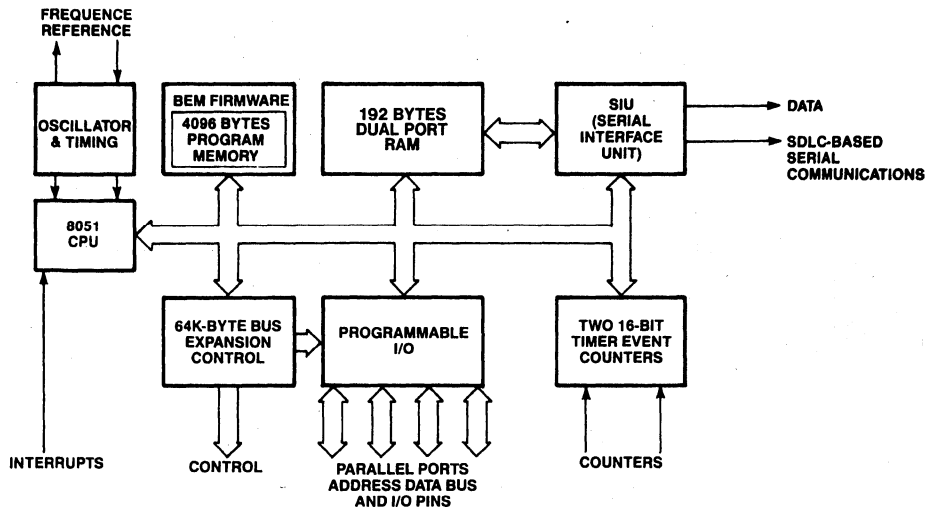 FREQUENCE
REFERENCE
OSCILLATOR
& TIMING
BEM FIRMWARE
4096 BYTES
PROGRAM
MEMORY
192 BYTES
DUAL PORT
RAM
SIU
(SERIAL
INTERFACE
UNIT)
DATA
SDLC-BASED
SERIAL
COMMUNICATIONS
8051
CPU
64K-BYTE BUS
EXPANSION
CONTROL
PROGRAMMABLE
I/O
TWO 16-BIT
TIMER EVENT
COUNTERS
INTERRUPTS
CONTROL
PARALLEL PORTS
ADDRESS DATA BUS
AND I/O PINS
COUNTERS